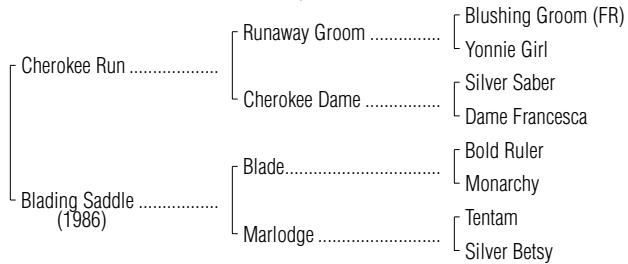 Blushing Groom (FR)
Runaway Groom ................
Yonnie Girl
Cherokee Run ....................
Silver Saber
Cherokee Dame .................
Dame Francesca
Bold Ruler
Blade...................................
Monarchy
Blading Saddle ..................
(1986)
Tentam
Marlodge ............................
Silver Betsy